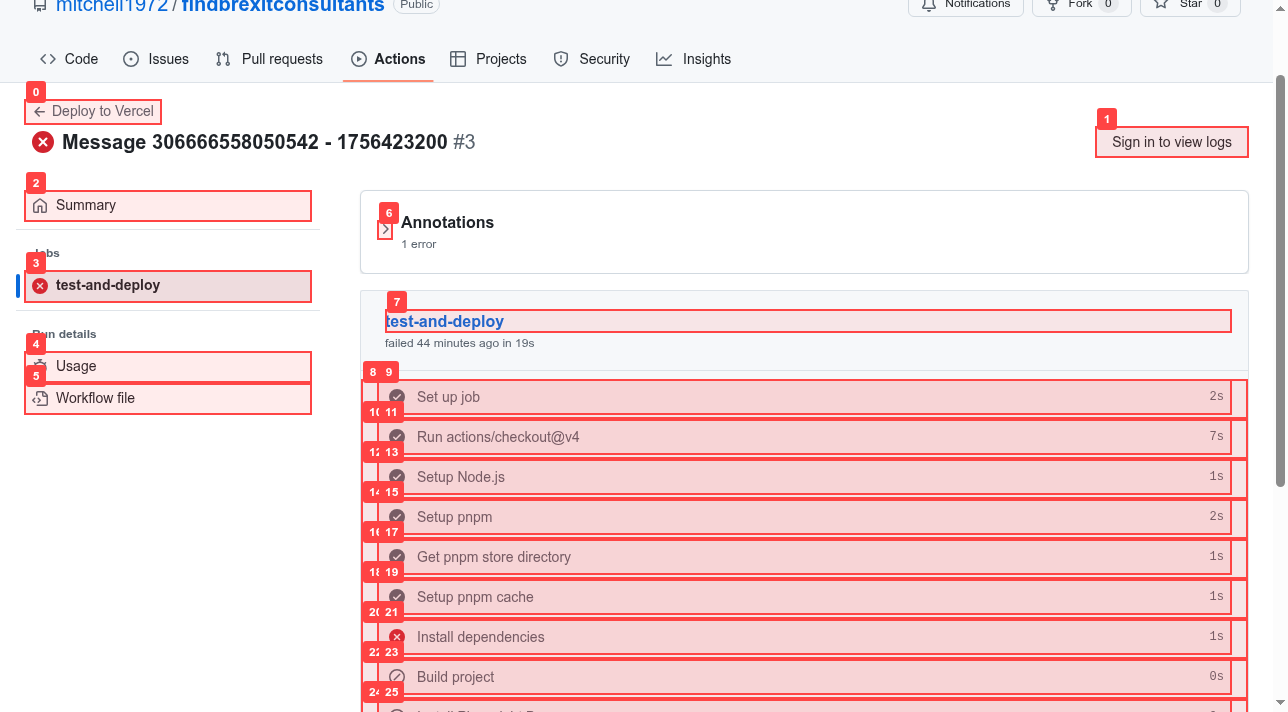 mitchell1972 / findbrexitconsultants Public
Notifications Fork 0 Star 0
Code Issues Pull requests Actions Projects Security Insights
0
Deploy to Vercel
1
Message 306666558050542 - 1756423200 #3
Sign in to view logs
2
Summary
6
Annotations
1 error
Jobs
3
test-and-deploy
7
test-and-deploy
failed 44 minutes ago in 19s
Run details
4
Usage
5
Workflow file
8 9
Set up job 2s
10 11
Run actions/checkout@v4 7s
12 13
Setup Node.js 1s
14 15
Setup pnpm 2s
16 17
Get pnpm store directory 1s
18 19
Setup pnpm cache 1s
20 21
Install dependencies 1s
22 23
Build project 0s
24 25